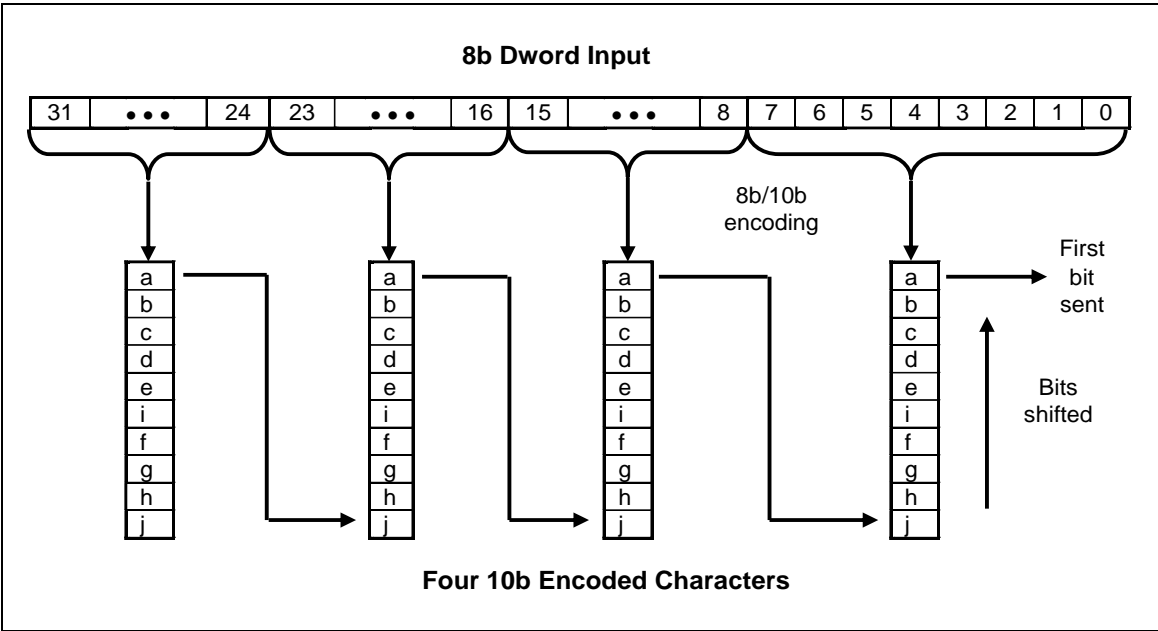 8b Dword Input
31 ••• 24 23 ••• 16 15 ••• 8 7 6 5 4 3 2 1 0
8b/10b
encoding
First
bit
sent
a a a a
b b b b
c c c c
d d d d
e e e e
i i i i
f f f f
g g g g
h h h h
j j j j
Bits
shifted
Four 10b Encoded Characters